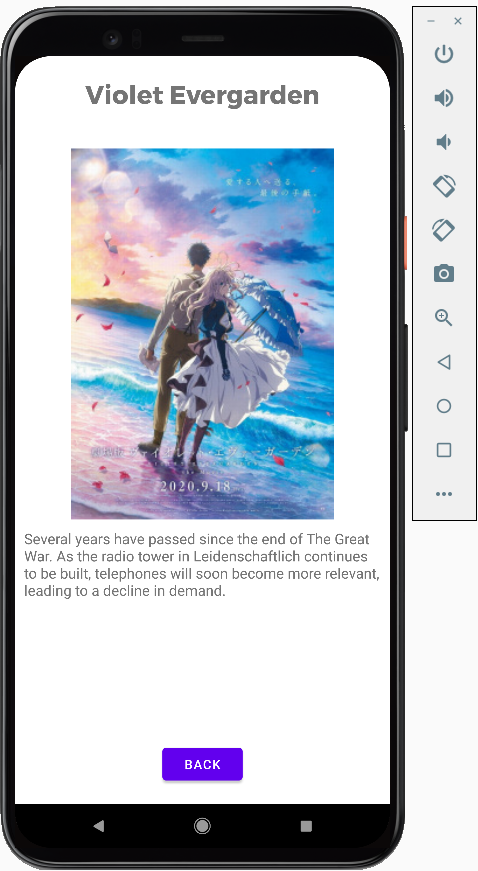 Violet Evergarden
愛する人へ送る、
最後の手紙。
劇場版 ヴァイオレット・エヴァーガーデン
2020.9.18
Several years have passed since the end of The Great
War. As the radio tower in Leidenschaftlich continues
to be built, telephones will soon become more relevant,
leading to a decline in demand.
BACK